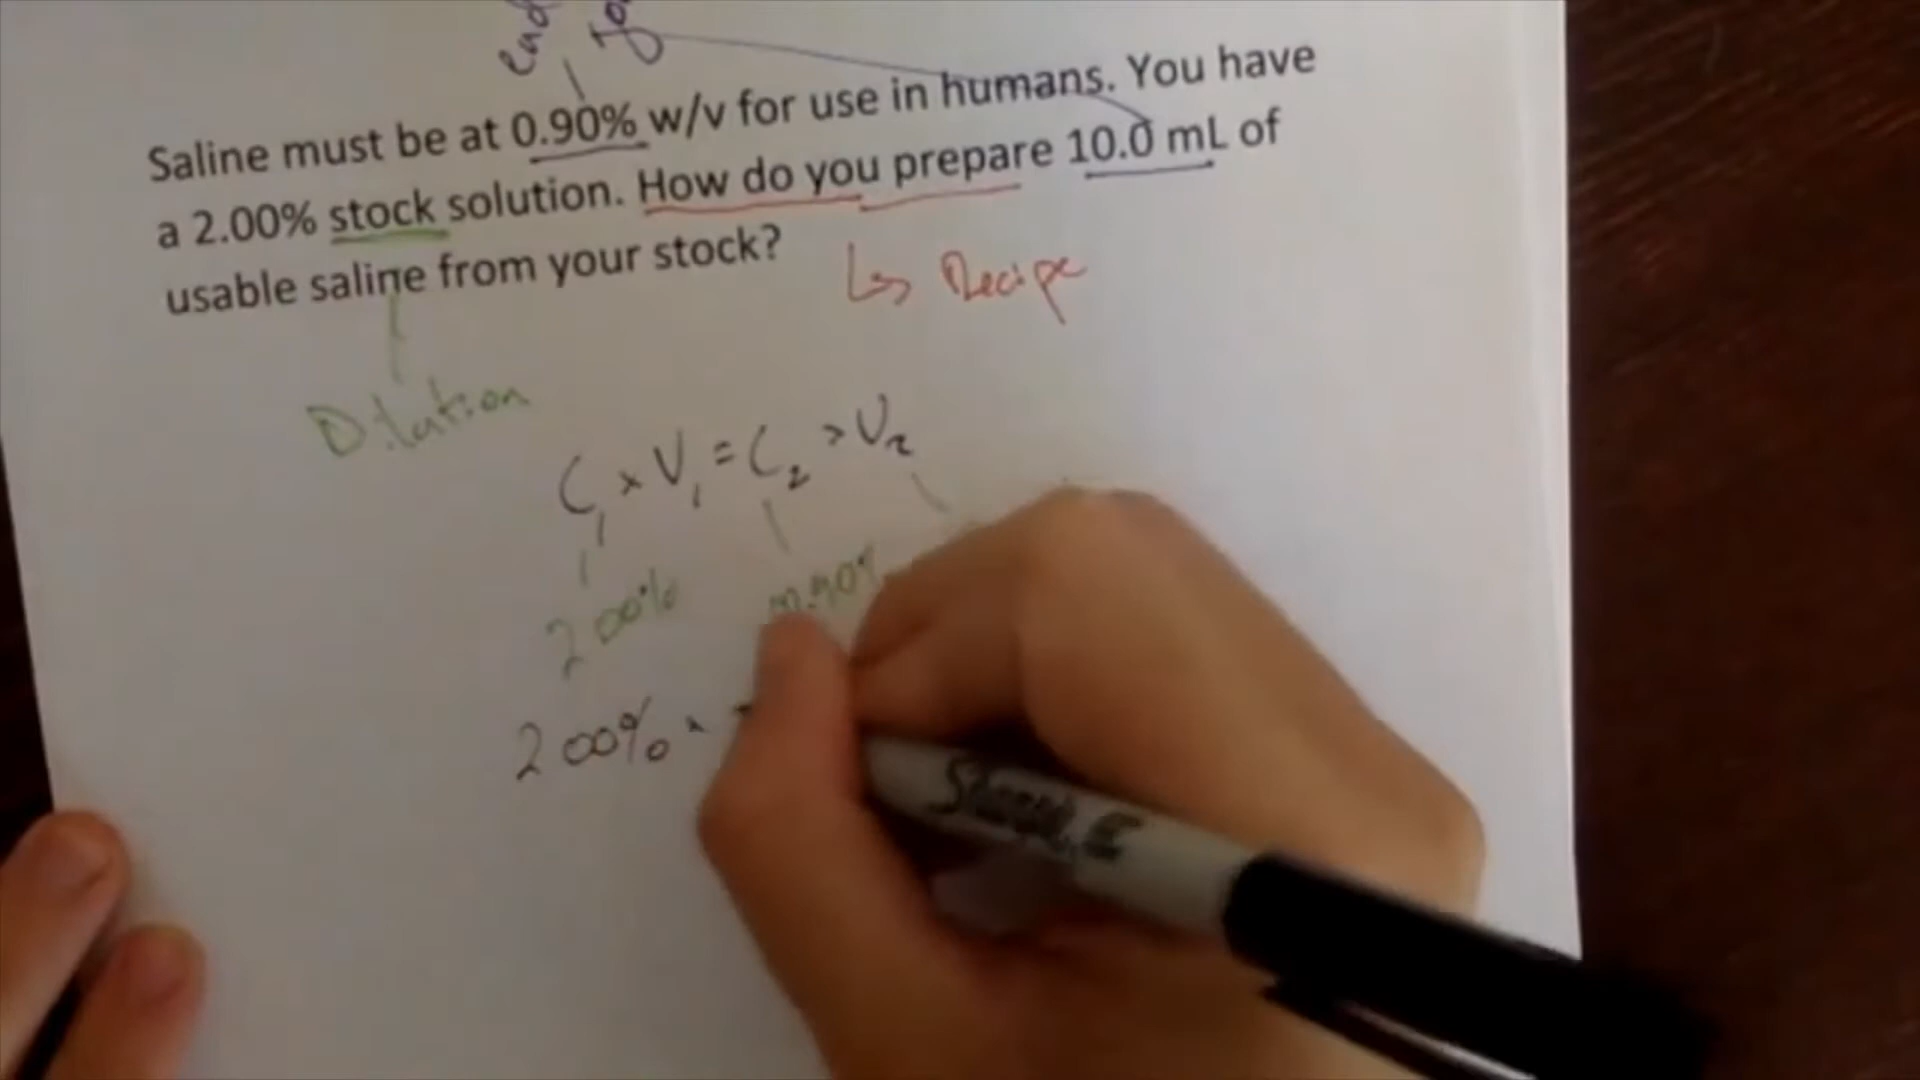 Saline must be at 0.90% w/v for use in humans. You have
a 2.00% stock solution. How do you prepare 10.0 mL of
usable saline from your stock?
Recipe
Dilution
C₁ x V₁ = C₂ x V₂
2.00% 0.90%
2.00% x
Sharpie